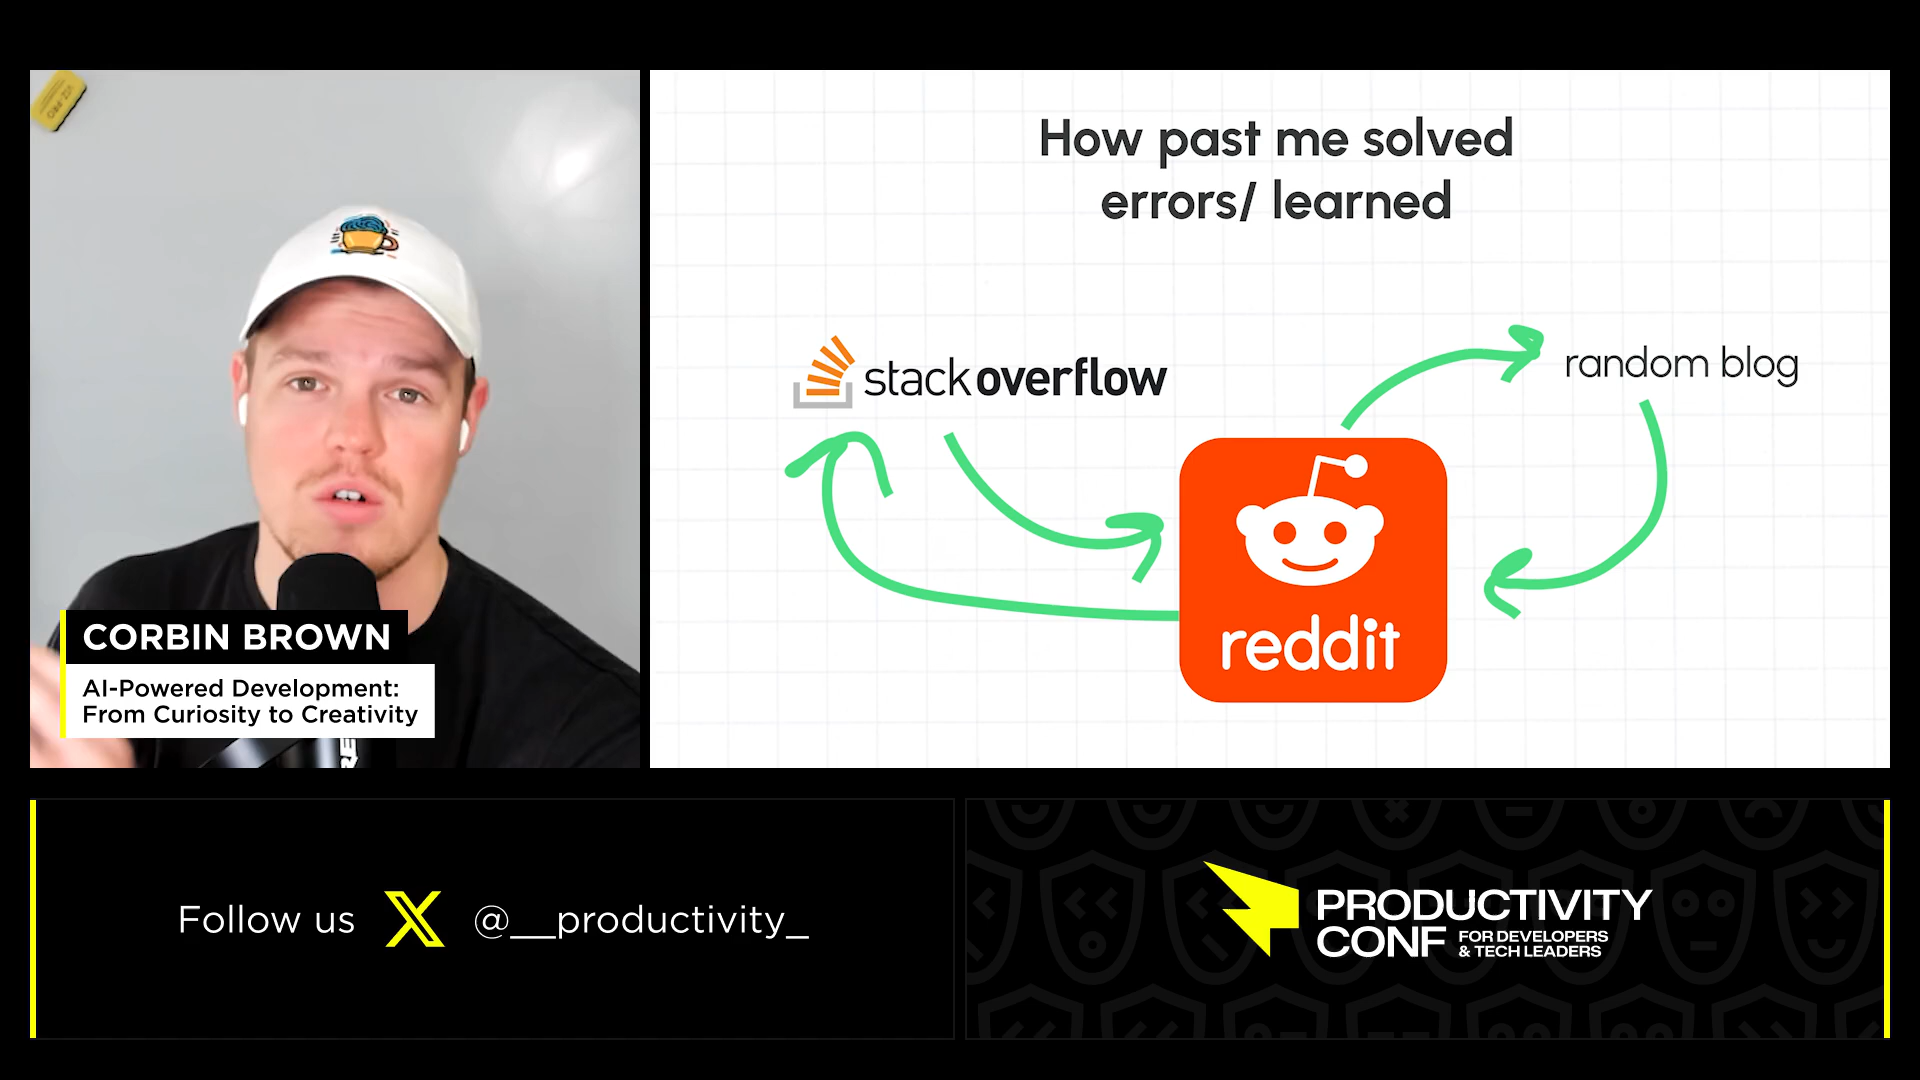 How past me solved
errors/ learned
stackoverflow
random blog
reddit
CORBIN BROWN
AI-Powered Development:
From Curiosity to Creativity
Follow us X @__productivity_
PRODUCTIVITY
CONF FOR DEVELOPERS
& TECH LEADERS